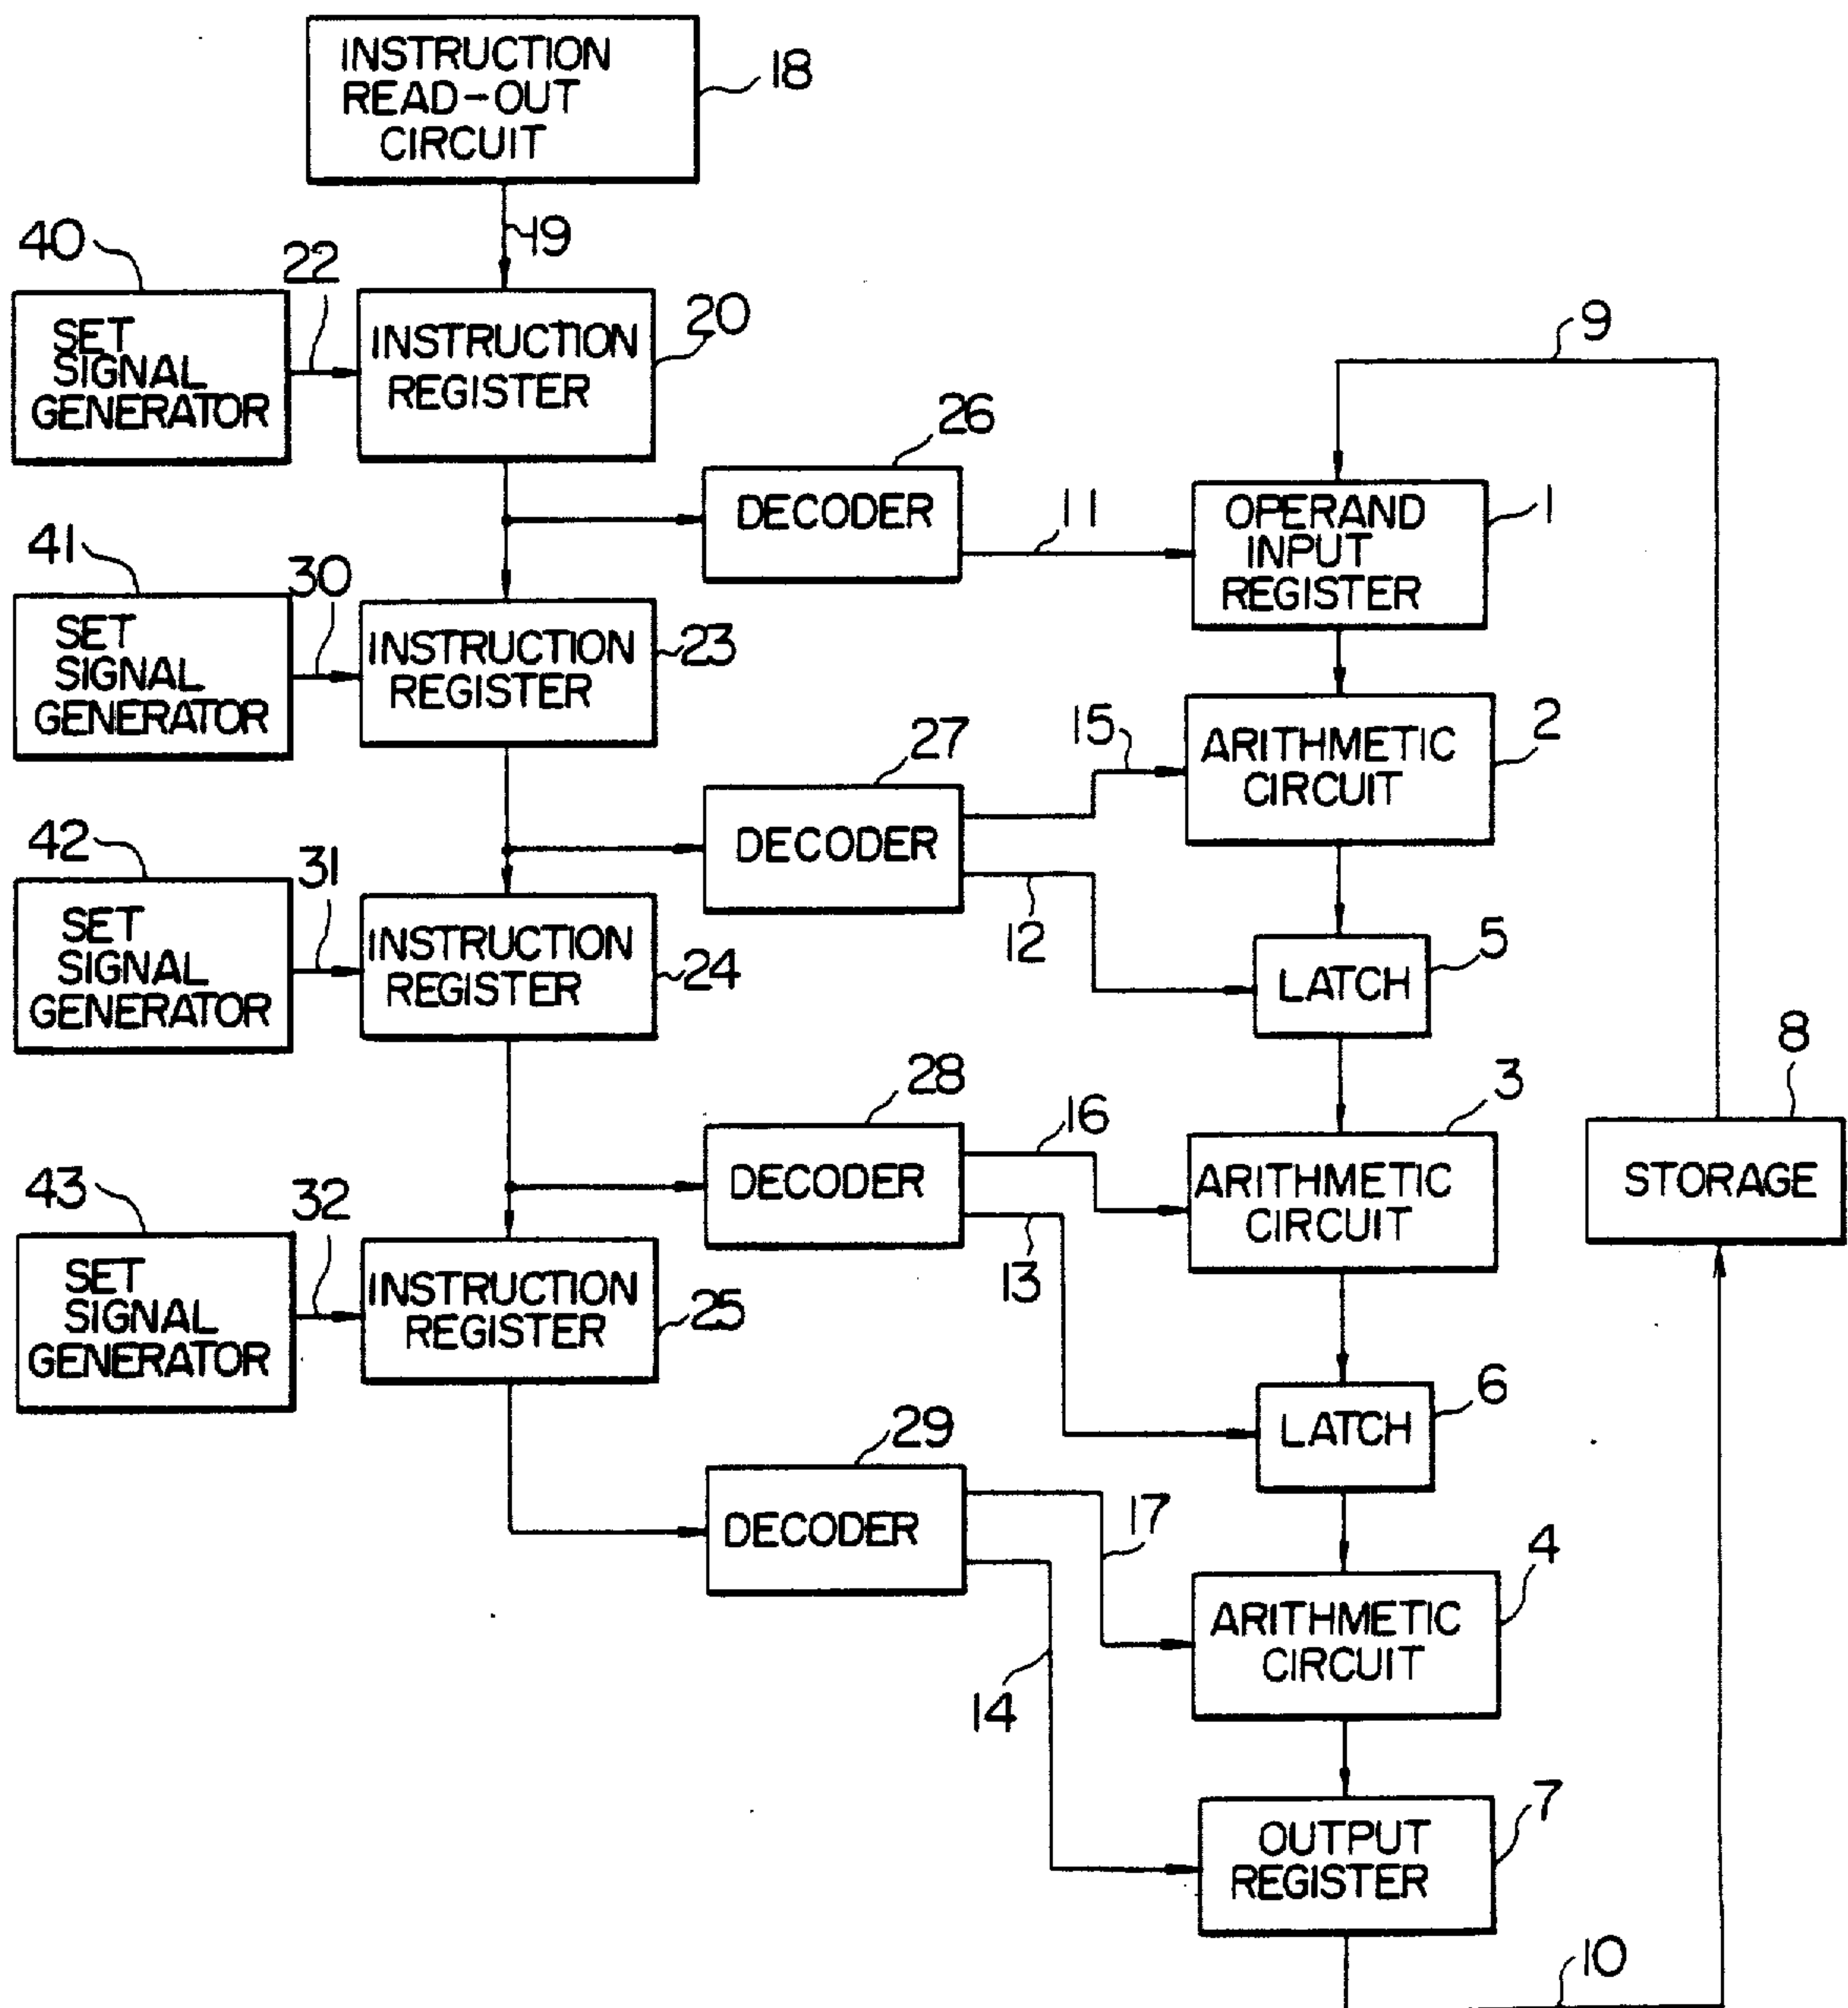 INSTRUCTION
READ-OUT
CIRCUIT
18
19
40
22
SET
SIGNAL
GENERATOR
INSTRUCTION
REGISTER
20
9
26
DECODER
11
OPERAND
INPUT
REGISTER
1
41
30
SET
SIGNAL
GENERATOR
INSTRUCTION
REGISTER
23
27
DECODER
15
12
ARITHMETIC
CIRCUIT
2
42
31
SET
SIGNAL
GENERATOR
INSTRUCTION
REGISTER
24
LATCH
5
28
DECODER
16
13
ARITHMETIC
CIRCUIT
3
8
STORAGE
43
32
SET
SIGNAL
GENERATOR
INSTRUCTION
REGISTER
25
LATCH
6
29
DECODER
17
14
ARITHMETIC
CIRCUIT
4
OUTPUT
REGISTER
7
10